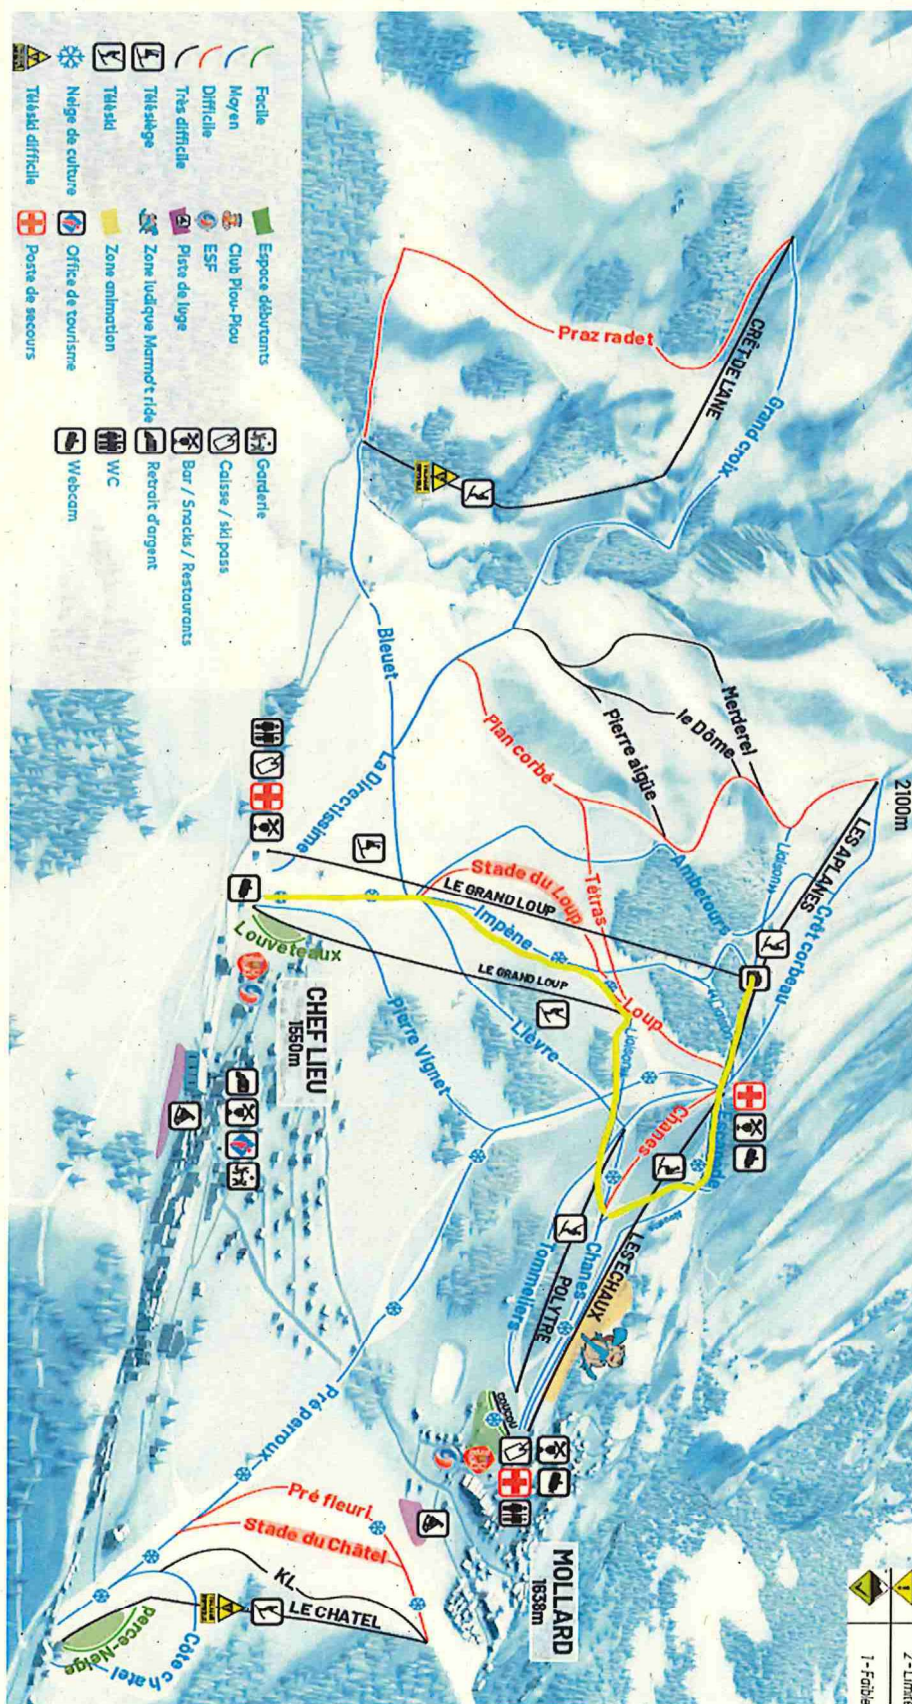 Facile
Moyen
Difficile
Très difficile
Télésiège
Téléski
Neige de culture
Téléski difficile
Espace débutants
Club Piou-Piou
ESF
Piste de luge
Zone ludique Marmo't ride
Zone animation
Office de tourisme
Poste de secours
Garderie
Caisse / ski pass
Bar / Snacks / Restaurants
Retrait d'argent
WC
Webcam
Praz radet
CRÊT DE L'ANE
Grand croix
Bleuet
La Directissime
Plan corbé
Pierre aigüe
le Dôme
Merderel
2100m
LES APLANES
Liaison
Crêt corbeau
Ambetours
Tétras
Stade du Loup
LE GRAND LOUP
Impène
LE GRAND LOUP
Loup
Lièvre
Louveteaux
Pierre Vignet
CHEF LIEU
1550m
Chanes
LES ECHAUX
Chanes
Tommeliers
POLYTRE
COUCOU
MOLLARD
1638m
Pré perroux
Pré fleuri
Stade du Châtel
KL
LE CHATEL
Perce-Neige
Côte chatel
1-Faible